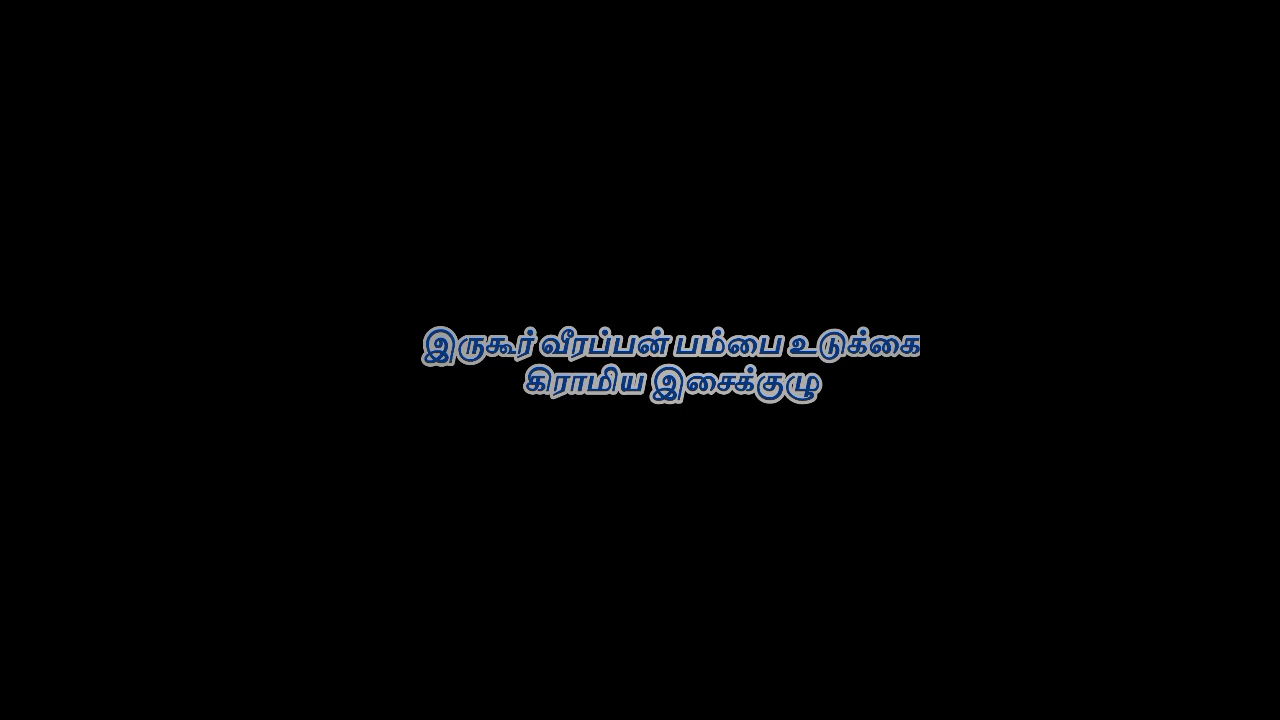 இருகூர் வீரப்பன் பம்பை உடுக்கை
கிராமிய இசைக்குழு